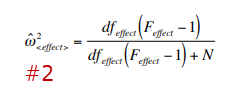 ω̂²<effect> = df_effect(F_effect − 1) / df_effect(F_effect − 1) + N
#2